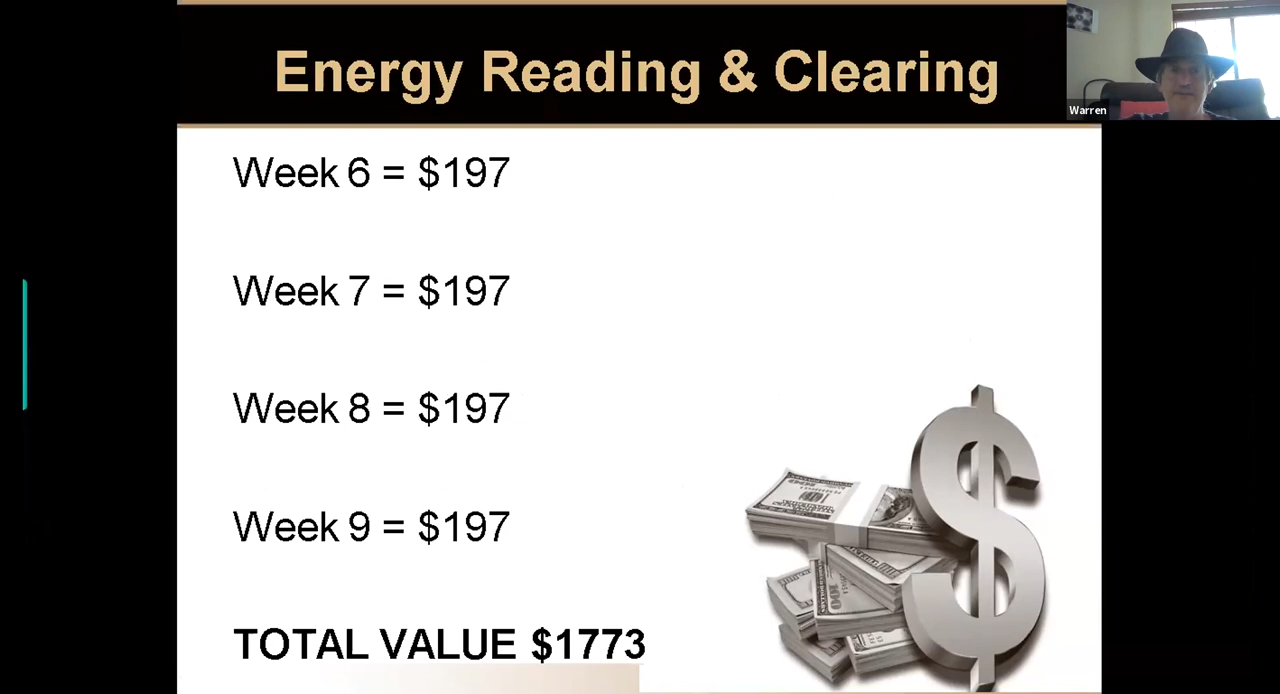 Energy Reading & Clearing
Warren
Week 6 = $197
Week 7 = $197
Week 8 = $197
Week 9 = $197
TOTAL VALUE $1773